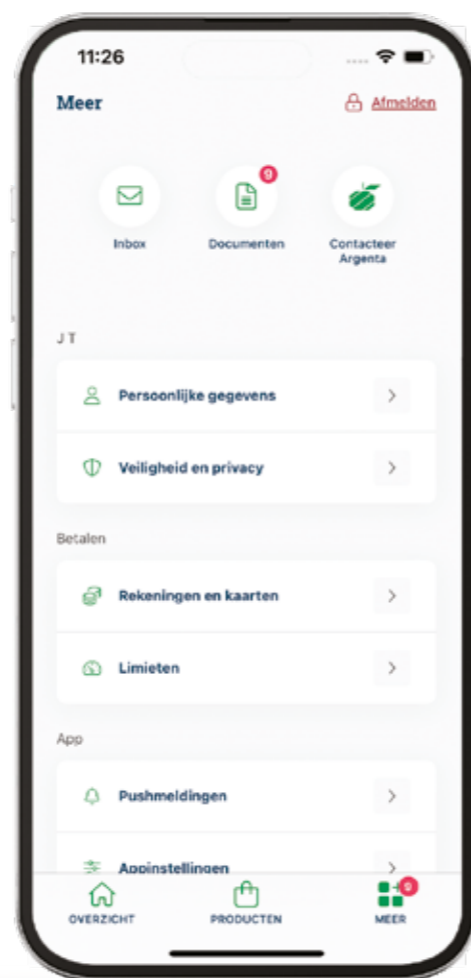 11:26
Meer
Afmelden
9
Inbox
Documenten
Contacteer
Argenta
J T
Persoonlijke gegevens
Veiligheid en privacy
Betalen
Rekeningen en kaarten
Limieten
App
Pushmeldingen
Appinstellingen
9
OVERZICHT
PRODUCTEN
MEER